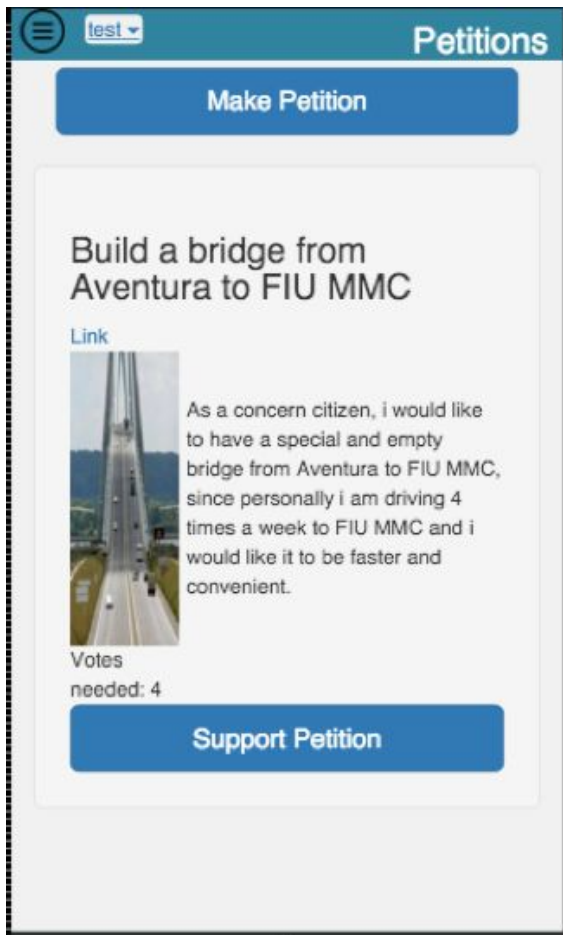 test
Petitions
Make Petition
Build a bridge from
Aventura to FIU MMC
Link
As a concern citizen, i would like
to have a special and empty
bridge from Aventura to FIU MMC,
since personally i am driving 4
times a week to FIU MMC and i
would like it to be faster and
convenient.
Votes
needed: 4
Support Petition